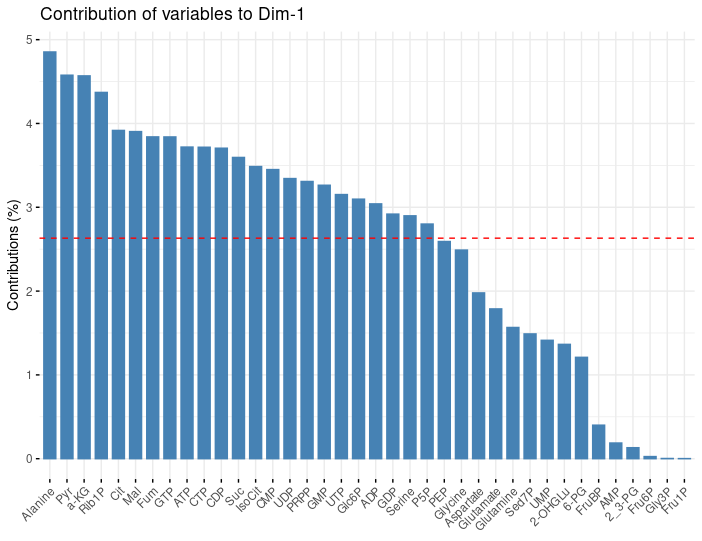 Contribution of variables to Dim-1
Contributions (%)
5
4
3
2
1
0
Alanine
Pyr
a-KG
Rib1P
Cit
Mal
Fum
GTP
ATP
CTP
CDP
Suc
IsoCit
CMP
UDP
PRPP
GMP
UTP
Glc6P
ADP
GDP
Serine
P5P
PEP
Glycine
Aspartate
Glutamate
Glutamine
Sed7P
UMP
2-OHGLu
6-PG
FruBP
AMP
2_3-PG
Fru6P
Gly3P
Fru1P